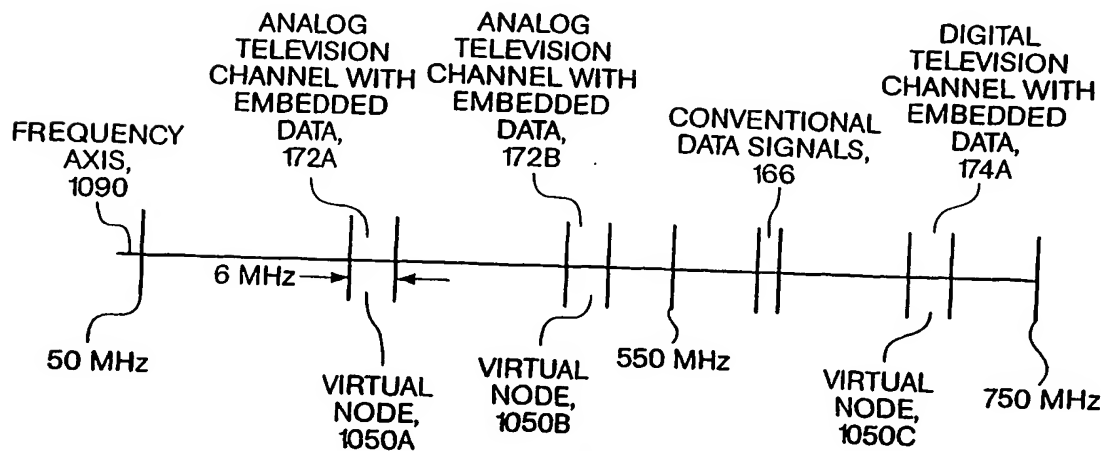 ANALOG
TELEVISION
CHANNEL WITH
EMBEDDED
DATA,
172A
ANALOG
TELEVISION
CHANNEL WITH
EMBEDDED
DATA,
172B
DIGITAL
TELEVISION
CHANNEL WITH
EMBEDDED
DATA,
174A
CONVENTIONAL
DATA SIGNALS,
166
FREQUENCY
AXIS,
1090
6 MHz
50 MHz
VIRTUAL
NODE,
1050A
VIRTUAL
NODE,
1050B
550 MHz
VIRTUAL
NODE,
1050C
750 MHz